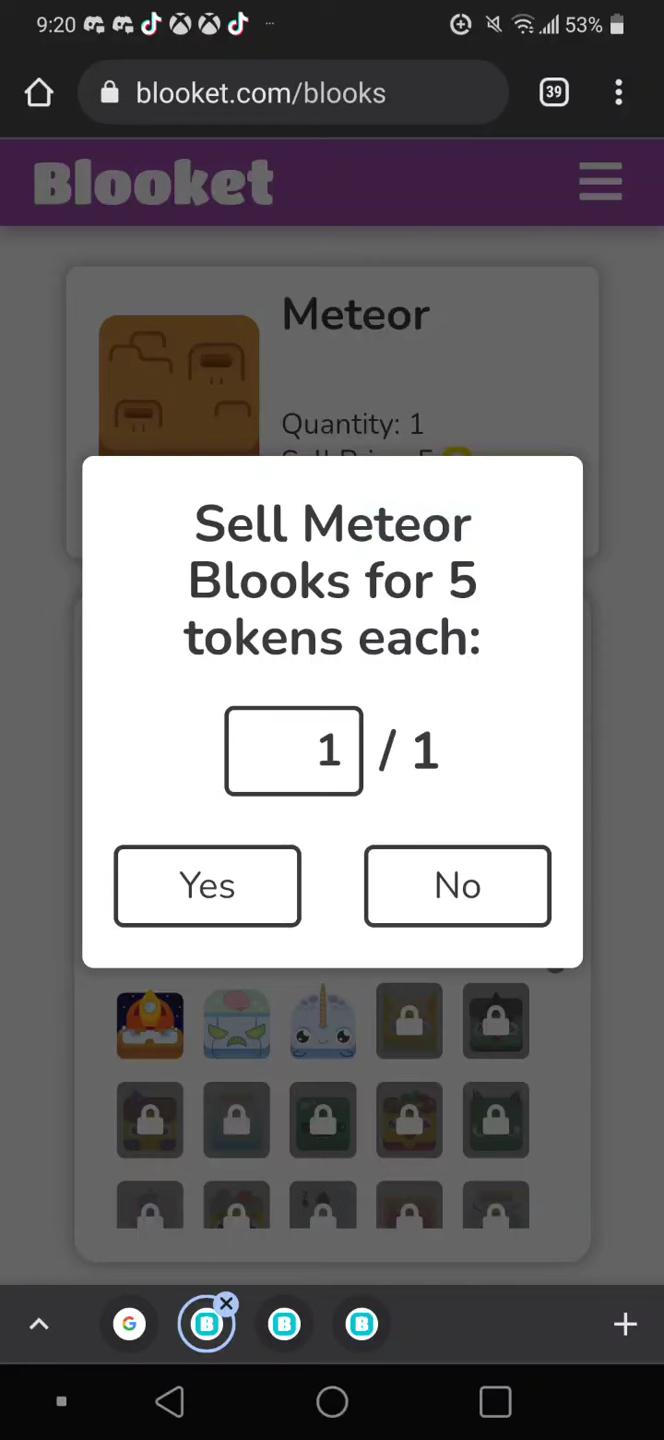 9:20
53%
blooket.com/blooks
39
Blooket
Meteor
Quantity: 1
Sell Meteor
Blooks for 5
tokens each:
1 / 1
Yes
No